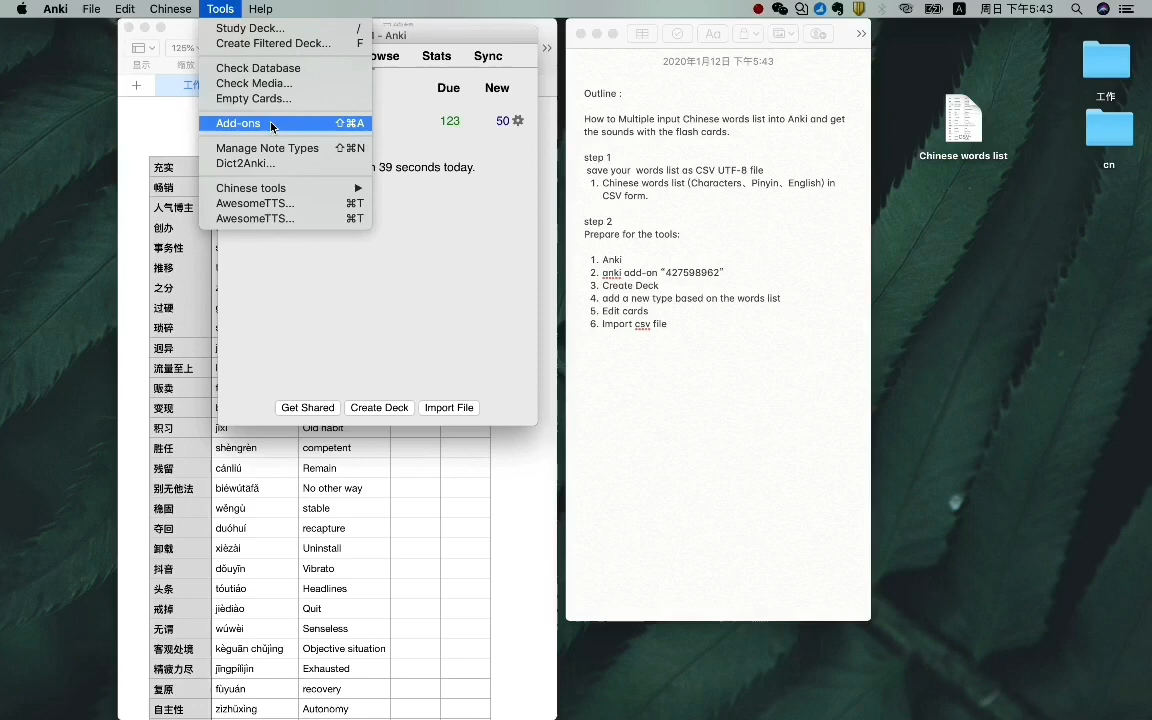 Anki File Edit Chinese Tools Help
周日 下午5:43
Study Deck... /
Create Filtered Deck... F
Check Database
Check Media...
Empty Cards...
Add-ons ⇧⌘A
Manage Note Types ⇧⌘N
Dict2Anki...
Chinese tools ▶
AwesomeTTS... ⌘T
AwesomeTTS... ⌘T
125%
显示
缩放
- Anki
Stats
Sync
Due New
123 50
39 seconds today.
Get Shared
Create Deck
Import File
充实
畅销
人气博主
创办
事务性
推移
之分
过硬
琐碎
迥异
流量至上
贩卖
变现
积习 jīxí Old habit
胜任 shèngrèn competent
残留 cánliú Remain
别无他法 biéwútāfǎ No other way
稳固 wěngù stable
夺回 duóhuí recapture
卸载 xièzài Uninstall
抖音 dǒuyīn Vibrato
头条 tóutiáo Headlines
戒掉 jièdiào Quit
无谓 wúwèi Senseless
客观处境 kèguān chǔjìng Objective situation
精疲力尽 jīngpílìjìn Exhausted
复原 fùyuán recovery
自主性 zìzhǔxìng Autonomy
Aa
2020年1月12日 下午5:43
Outline :
How to Multiple input Chinese words list into Anki and get
the sounds with the flash cards.
step 1
save your words list as CSV UTF-8 file
1. Chinese words list (Characters、Pinyin、English) in
CSV form.
step 2
Prepare for the tools:
1. Anki
2. anki add-on “427598962”
3. Create Deck
4. add a new type based on the words list
5. Edit cards
6. Import csv file
Chinese words list
工作
cn